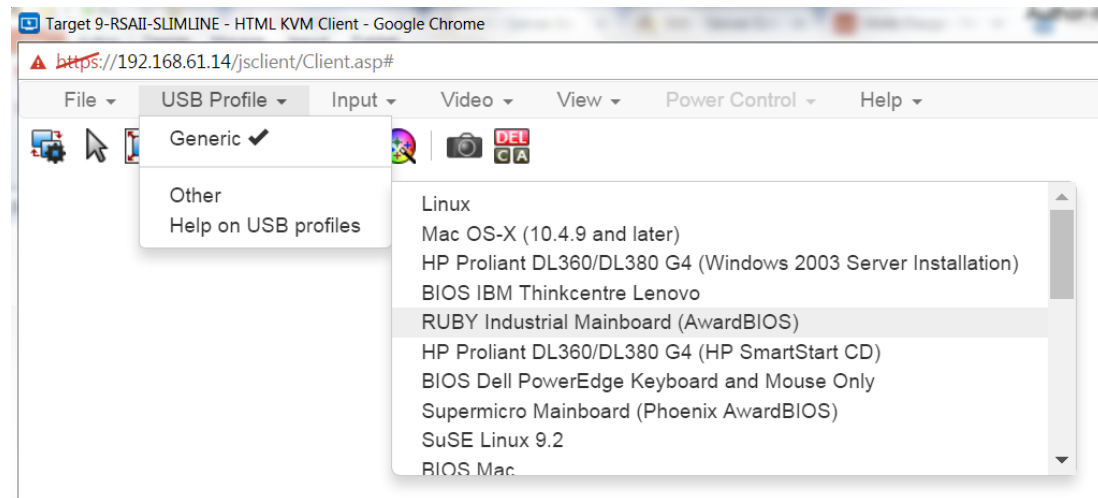 Target 9-RSAII-SLIMLINE - HTML KVM Client - Google Chrome
https://192.168.61.14/jsclient/Client.asp#
File USB Profile Input Video View Power Control Help
Generic
DEL
C A
Other
Help on USB profiles
Linux
Mac OS-X (10.4.9 and later)
HP Proliant DL360/DL380 G4 (Windows 2003 Server Installation)
BIOS IBM Thinkcentre Lenovo
RUBY Industrial Mainboard (AwardBIOS)
HP Proliant DL360/DL380 G4 (HP SmartStart CD)
BIOS Dell PowerEdge Keyboard and Mouse Only
Supermicro Mainboard (Phoenix AwardBIOS)
SuSE Linux 9.2
BIOS Mac